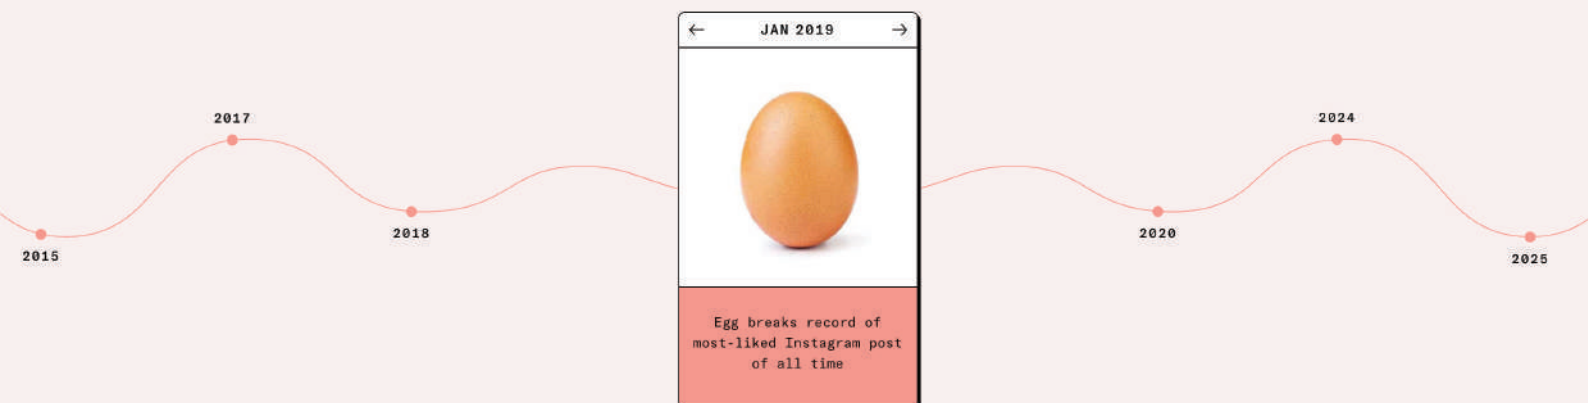 JAN 2019
2017
2024
2018
2020
2015
2025
Egg breaks record of
most-liked Instagram post
of all time